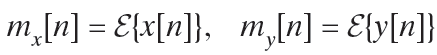 m_x[n] = ℰ{x[n]},   m_y[n] = ℰ{y[n]}